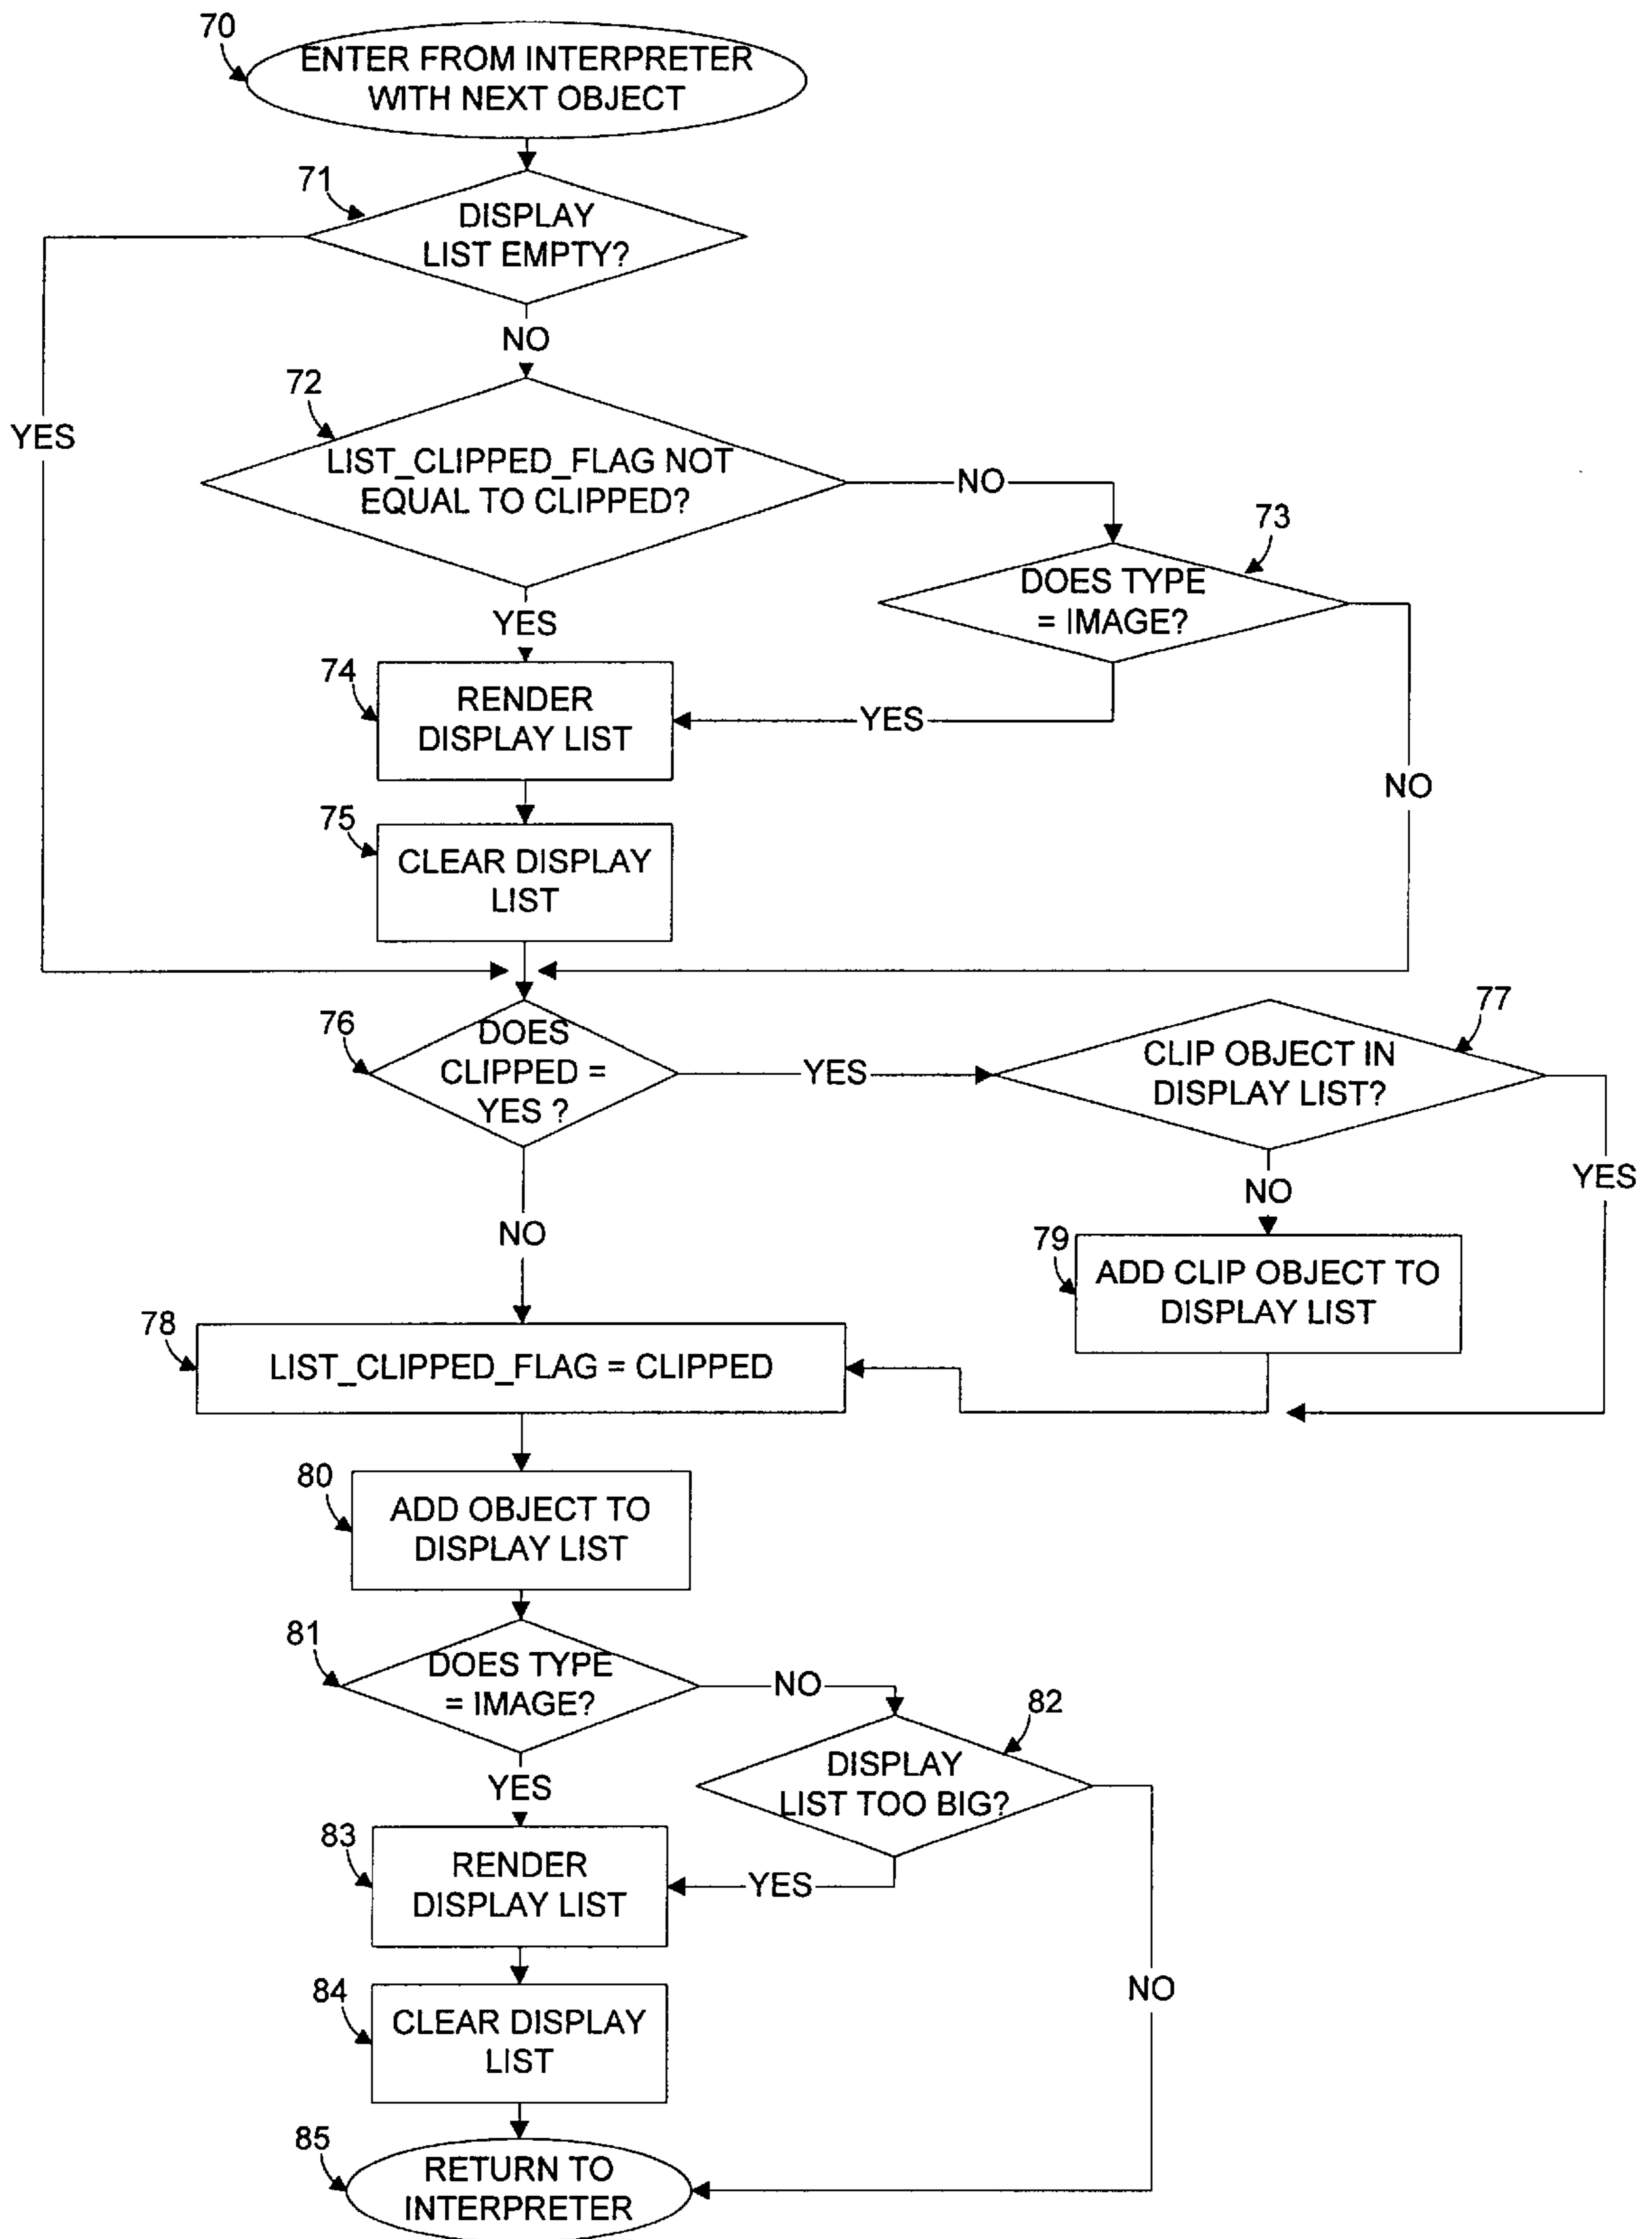 70
ENTER FROM INTERPRETER
WITH NEXT OBJECT
71
DISPLAY
LIST EMPTY?
NO
YES
72
LIST_CLIPPED_FLAG NOT
EQUAL TO CLIPPED?
NO
73
DOES TYPE
= IMAGE?
YES
74
RENDER
DISPLAY LIST
YES
NO
75
CLEAR DISPLAY
LIST
76
DOES
CLIPPED =
YES ?
YES
77
CLIP OBJECT IN
DISPLAY LIST?
NO
YES
NO
79
ADD CLIP OBJECT TO
DISPLAY LIST
78
LIST_CLIPPED_FLAG = CLIPPED
80
ADD OBJECT TO
DISPLAY LIST
81
DOES TYPE
= IMAGE?
NO
82
DISPLAY
LIST TOO BIG?
YES
83
RENDER
DISPLAY LIST
YES
NO
84
CLEAR DISPLAY
LIST
85
RETURN TO
INTERPRETER